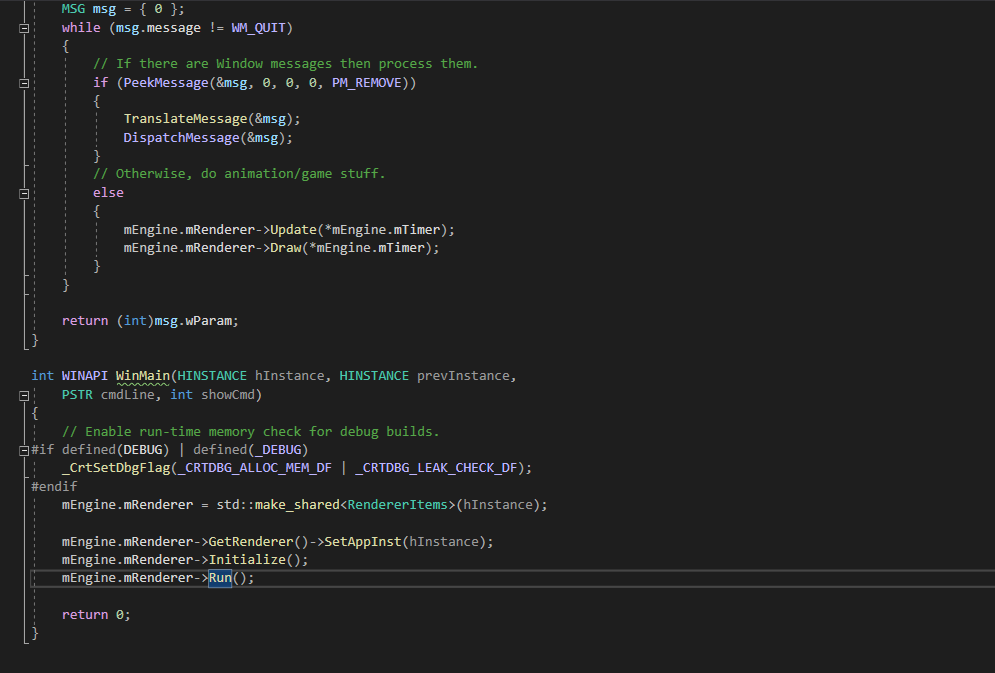 MSG msg = { 0 };
while (msg.message != WM_QUIT)
{
// If there are Window messages then process them.
if (PeekMessage(&msg, 0, 0, 0, PM_REMOVE))
{
TranslateMessage(&msg);
DispatchMessage(&msg);
}
// Otherwise, do animation/game stuff.
else
{
mEngine.mRenderer->Update(*mEngine.mTimer);
mEngine.mRenderer->Draw(*mEngine.mTimer);
}
}
return (int)msg.wParam;
}
int WINAPI WinMain(HINSTANCE hInstance, HINSTANCE prevInstance,
PSTR cmdLine, int showCmd)
{
// Enable run-time memory check for debug builds.
#if defined(DEBUG) | defined(_DEBUG)
_CrtSetDbgFlag(_CRTDBG_ALLOC_MEM_DF | _CRTDBG_LEAK_CHECK_DF);
#endif
mEngine.mRenderer = std::make_shared<RendererItems>(hInstance);
mEngine.mRenderer->GetRenderer()->SetAppInst(hInstance);
mEngine.mRenderer->Initialize();
mEngine.mRenderer->Run();
return 0;
}